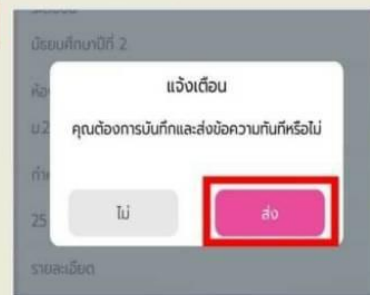 มัธยมศึกษาปีที่ 2
แจ้งเตือน
ม.2
คุณต้องการบันทึกและส่งข้อความทันทีหรือไม่
25
ไม่
ส่ง
รายละเอียด